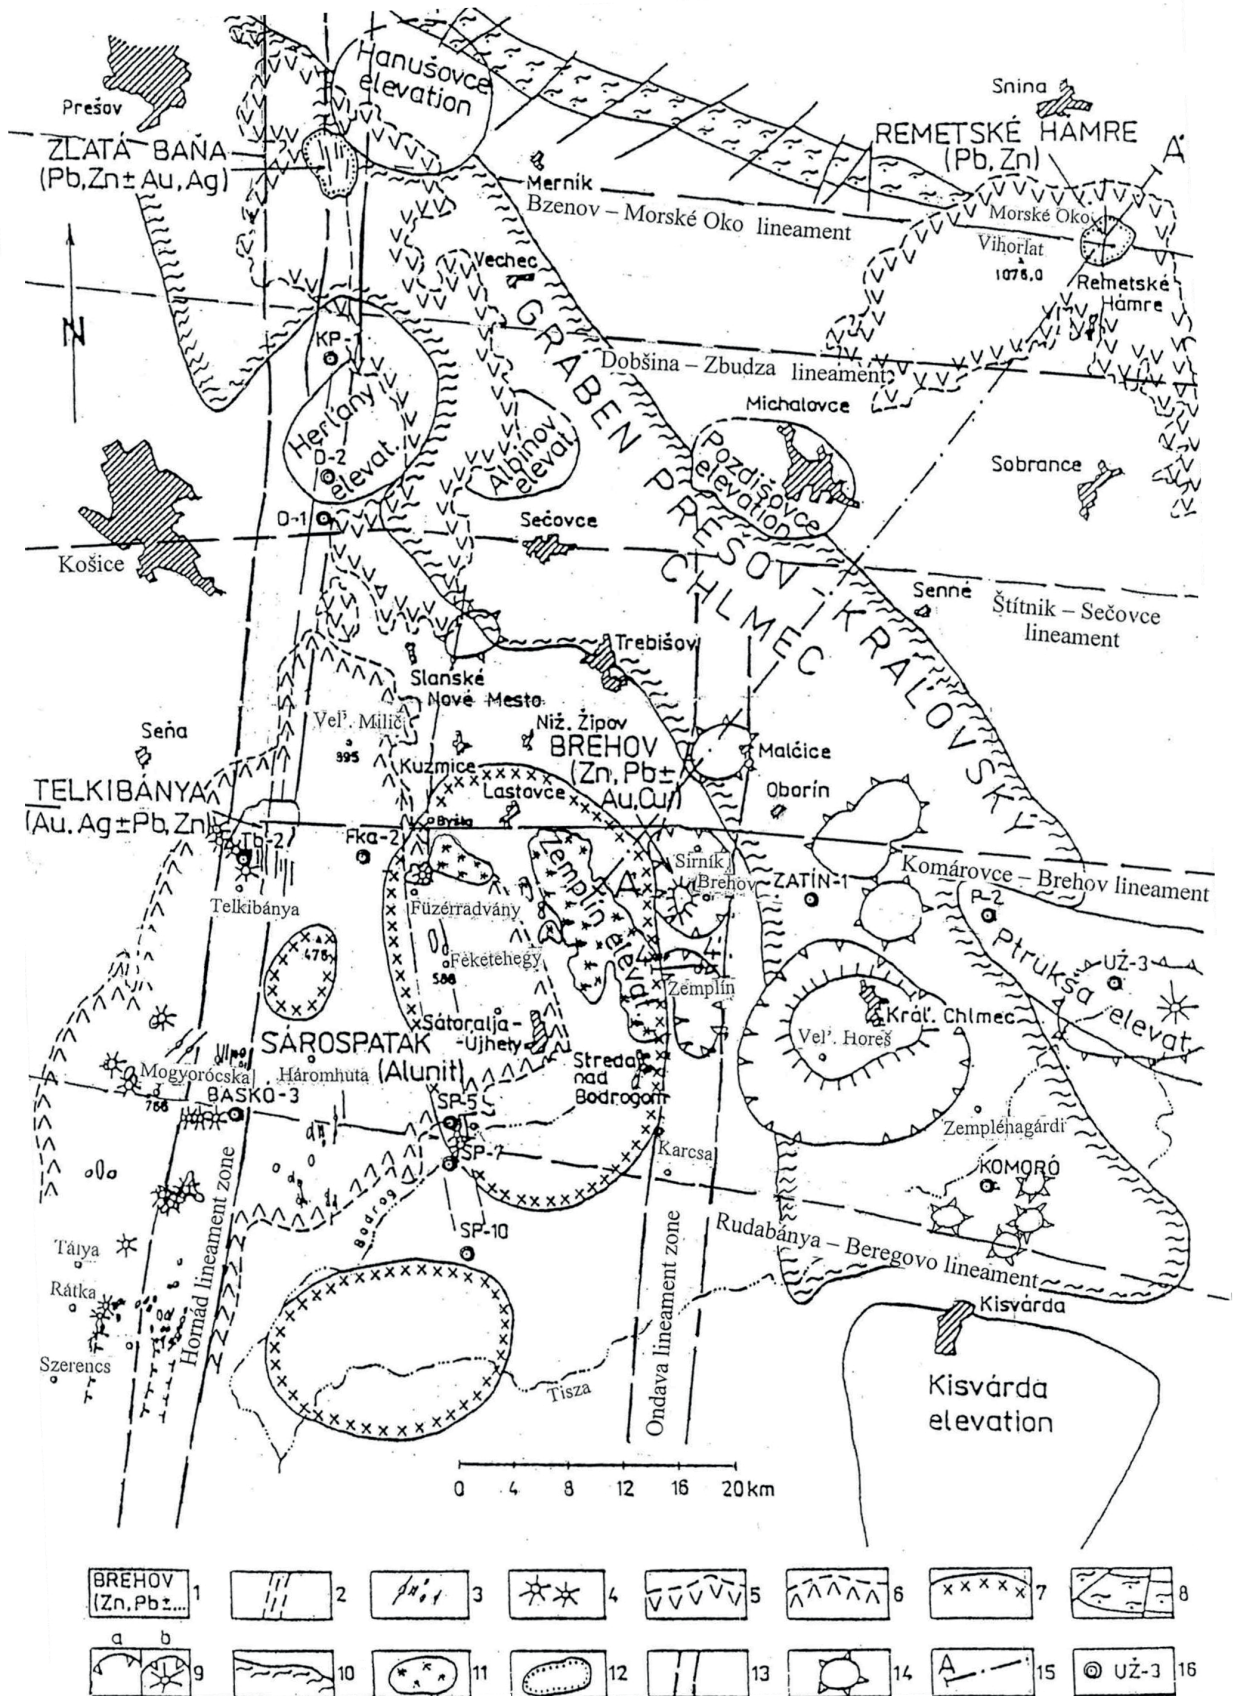 Hanušovce
elevation
Prešov
Snina
ZLATÁ BAŇA
(Pb,Zn±Au,Ag)
REMETSKÉ HÁMRE
(Pb,Zn)
A'
Merník
Bzenov – Morské Oko lineament
Morské Oko
Vihorlat
1076,0
Remetské
Hámre
Vechec
N
KP-1
GRABEN PREŠOV-KRÁĽOVSKÝ
CHLMEC
Dobšina – Zbudza lineament
Michalovce
Herľany
elevat.
D-2
Albínov
elevat.
Pozdišovce
elevation
Sobrance
O-1
Sečovce
Košice
Senné
Štítnik – Sečovce
lineament
Trebišov
Slanské
Nové Mesto
Veľ. Milič
895
Seňa
Niž. Žipov
Kuzmice
BREHOV
(Zn,Pb±
Au,Cu)
Malčice
TELKIBÁNYA
(Au,Ag±Pb,Zn)
Lastovce
Oborín
Byšta
Tb-2
Fka-2
Zemplín elevat.
A
Sírnik
Brehov
ZATÍN-1
Komárovce – Brehov lineament
P-2
Telkibánya
Füzérradvány
Ptrukša
elevat.
UŽ-3
476
Feketehegy
588
Zemplín
Kráľ. Chlmec
Veľ. Horeš
Sátoralja-
-Ujhely
SÁROSPATAK
(Alunit)
Streda
nad
Bodrogom
Mogyorócska
Háromhuta
766
BASKÓ-3
SP-5
SP-7
Zemplénagárdi
Karcsa
KOMORÓ
Bodrog
SP-10
Rudabánya – Beregovo lineament
Tálya
Rátka
Szerencs
Hornád lineament zone
Ondava lineament zone
Kisvárda
Tisza
Kisvárda
elevation
0 4 8 12 16 20 km
BREHOV
(Zn,Pb±...
1
2
3
4
5
6
7
8
a b
9
10
11
12
13
14
A
15
UŽ-3 16